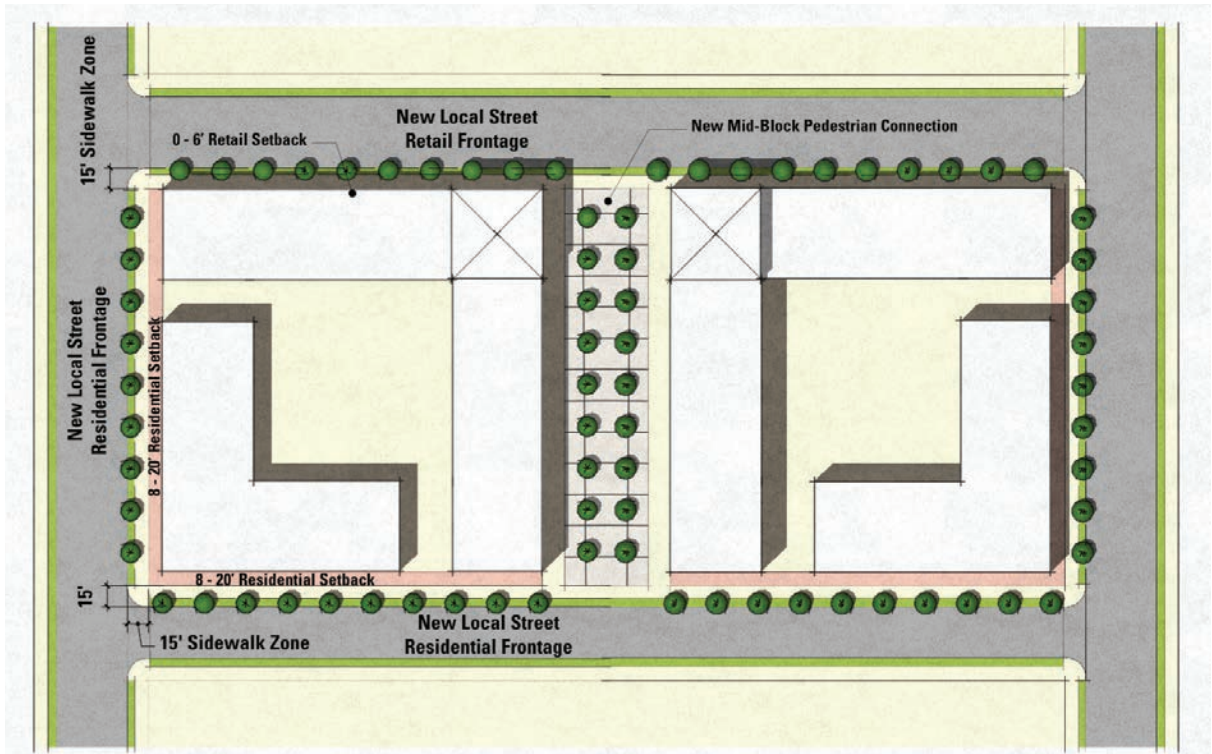 15' Sidewalk Zone
New Local Street
Retail Frontage
0 - 6' Retail Setback
New Mid-Block Pedestrian Connection
New Local Street
Residential Frontage
8 - 20' Residential Setback
8 - 20' Residential Setback
15'
15' Sidewalk Zone
New Local Street
Residential Frontage